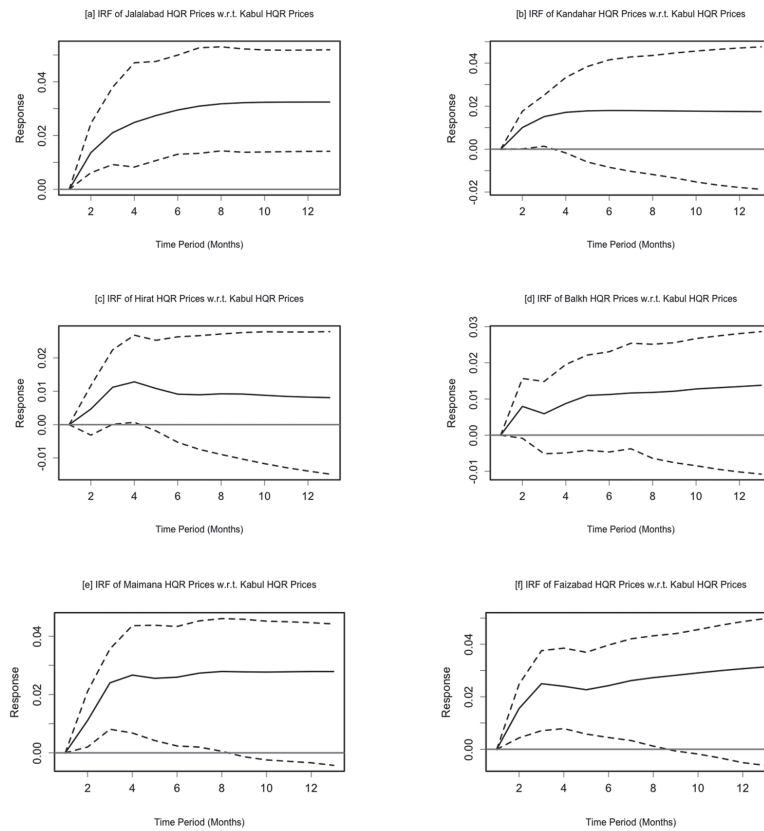 [a] IRF of Jalalabad HQR Prices w.r.t. Kabul HQR Prices
Response
0.04
0.02
0.00
2 4 6 8 10 12
Time Period (Months)
[b] IRF of Kandahar HQR Prices w.r.t. Kabul HQR Prices
Response
0.04
0.02
0.00
-0.02
2 4 6 8 10 12
Time Period (Months)
[c] IRF of Hirat HQR Prices w.r.t. Kabul HQR Prices
Response
0.02
0.01
0.00
-0.01
2 4 6 8 10 12
Time Period (Months)
[d] IRF of Balkh HQR Prices w.r.t. Kabul HQR Prices
Response
0.03
0.02
0.01
0.00
-0.01
2 4 6 8 10 12
Time Period (Months)
[e] IRF of Maimana HQR Prices w.r.t. Kabul HQR Prices
Response
0.04
0.02
0.00
2 4 6 8 10 12
Time Period (Months)
[f] IRF of Faizabad HQR Prices w.r.t. Kabul HQR Prices
Response
0.04
0.02
0.00
2 4 6 8 10 12
Time Period (Months)